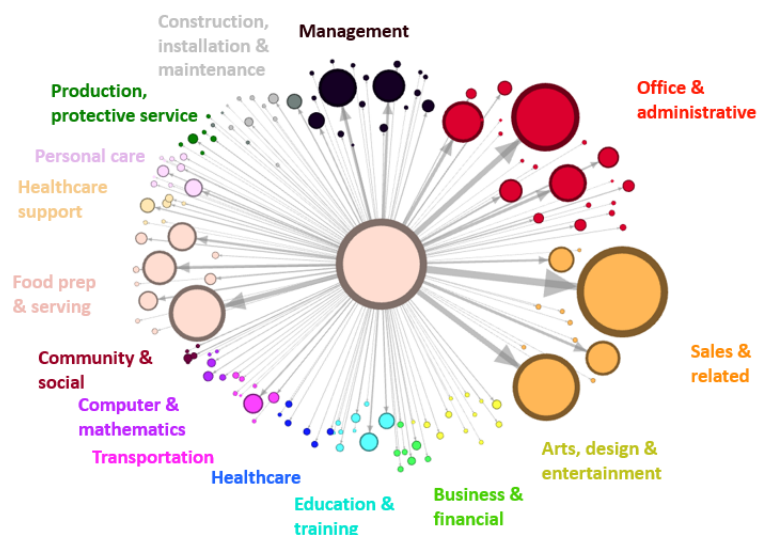 Construction,
installation &
maintenance
Management
Office &
administrative
Production,
protective service
Personal care
Healthcare
support
Food prep
& serving
Community &
social
Computer &
mathematics
Transportation
Healthcare
Education &
training
Business &
financial
Arts, design &
entertainment
Sales &
related